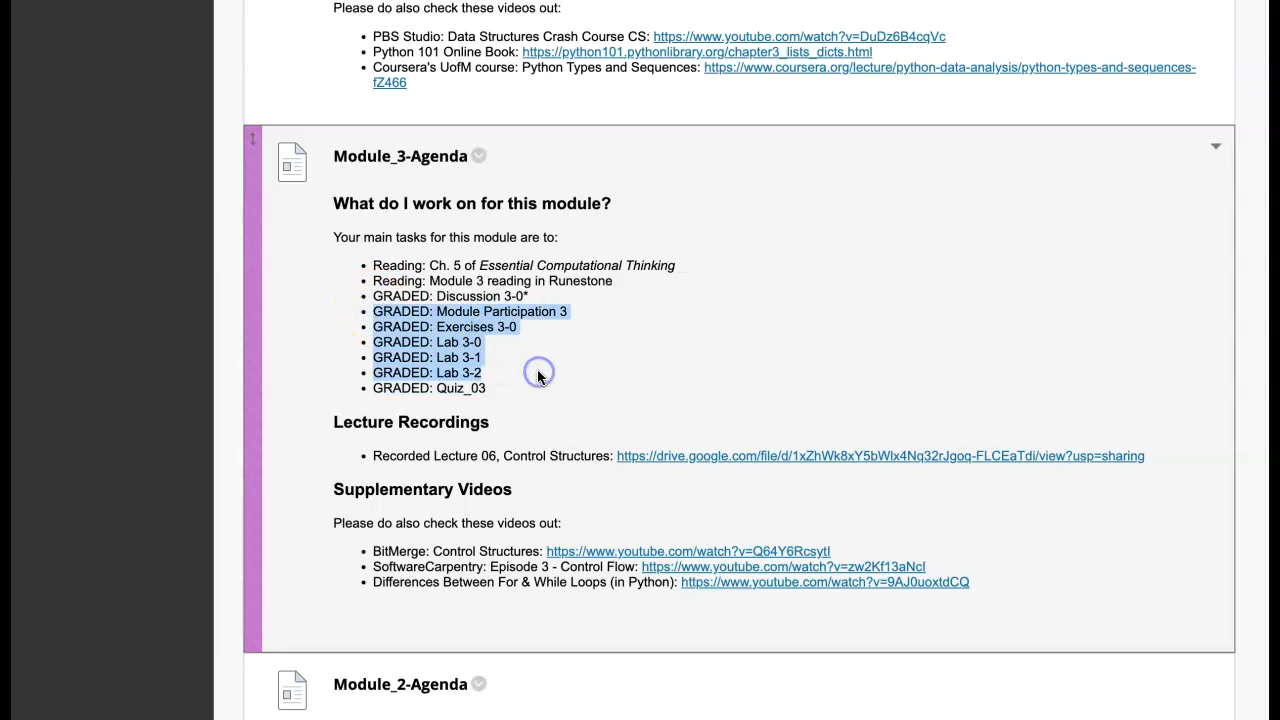 Please do also check these videos out:
PBS Studio: Data Structures Crash Course CS: https://www.youtube.com/watch?v=DuDz6B4cqVc
Python 101 Online Book: https://python101.pythonlibrary.org/chapter3_lists_dicts.html
Coursera's UofM course: Python Types and Sequences: https://www.coursera.org/lecture/python-data-analysis/python-types-and-sequences-
fZ466
Module_3-Agenda
What do I work on for this module?
Your main tasks for this module are to:
Reading: Ch. 5 of Essential Computational Thinking
Reading: Module 3 reading in Runestone
GRADED: Discussion 3-0*
GRADED: Module Participation 3
GRADED: Exercises 3-0
GRADED: Lab 3-0
GRADED: Lab 3-1
GRADED: Lab 3-2
GRADED: Quiz_03
Lecture Recordings
Recorded Lecture 06, Control Structures: https://drive.google.com/file/d/1xZhWk8xY5bWlx4Nq32rJgoq-FLCEaTdi/view?usp=sharing
Supplementary Videos
Please do also check these videos out:
BitMerge: Control Structures: https://www.youtube.com/watch?v=Q64Y6RcsytI
SoftwareCarpentry: Episode 3 - Control Flow: https://www.youtube.com/watch?v=zw2Kf13aNcI
Differences Between For & While Loops (in Python): https://www.youtube.com/watch?v=9AJ0uoxtdCQ
Module_2-Agenda